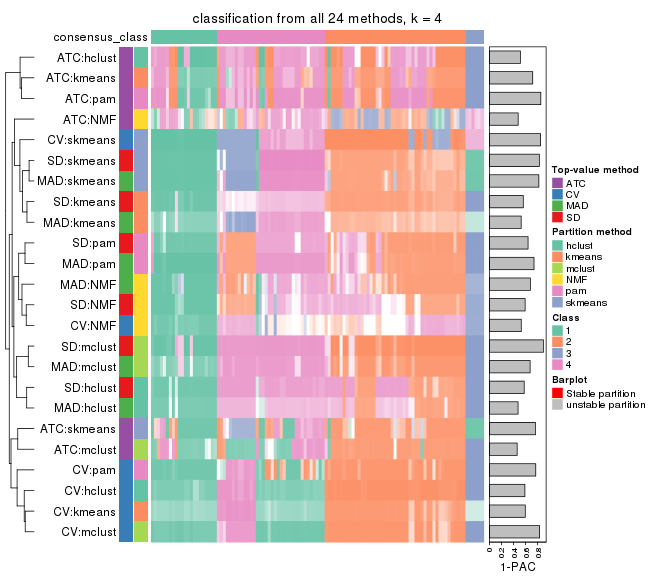 classification from all 24 methods, k = 4
consensus_class
ATC:hclust
ATC:kmeans
ATC:pam
ATC:NMF
CV:skmeans
SD:skmeans
MAD:skmeans
SD:kmeans
MAD:kmeans
SD:pam
MAD:pam
MAD:NMF
SD:NMF
CV:NMF
SD:mclust
MAD:mclust
SD:hclust
MAD:hclust
ATC:skmeans
ATC:mclust
CV:pam
CV:hclust
CV:kmeans
CV:mclust
0
0.2
0.4
0.6
0.8
1-PAC
Top-value method
ATC
CV
MAD
SD
Partition method
hclust
kmeans
mclust
NMF
pam
skmeans
Class
1
2
3
4
Barplot
Stable partition
unstable partition